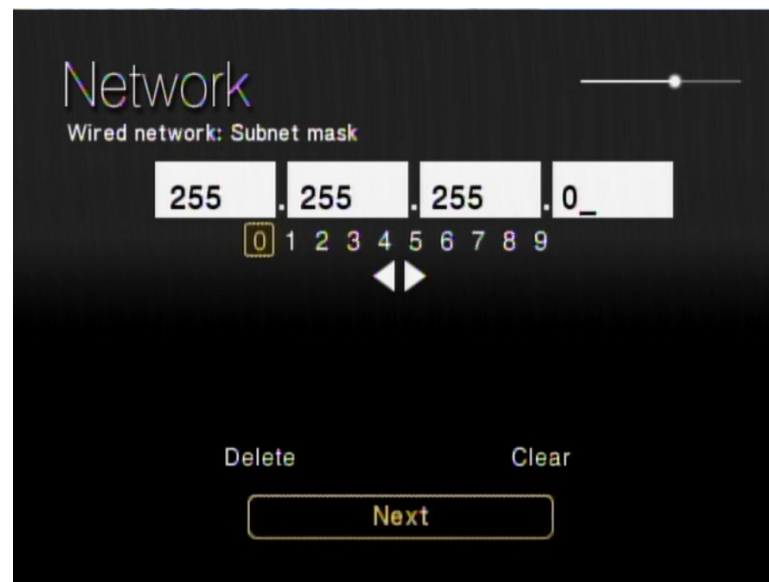 Network
Wired network: Subnet mask
255 . 255 . 255 . 0_
0 1 2 3 4 5 6 7 8 9
Delete Clear
Next